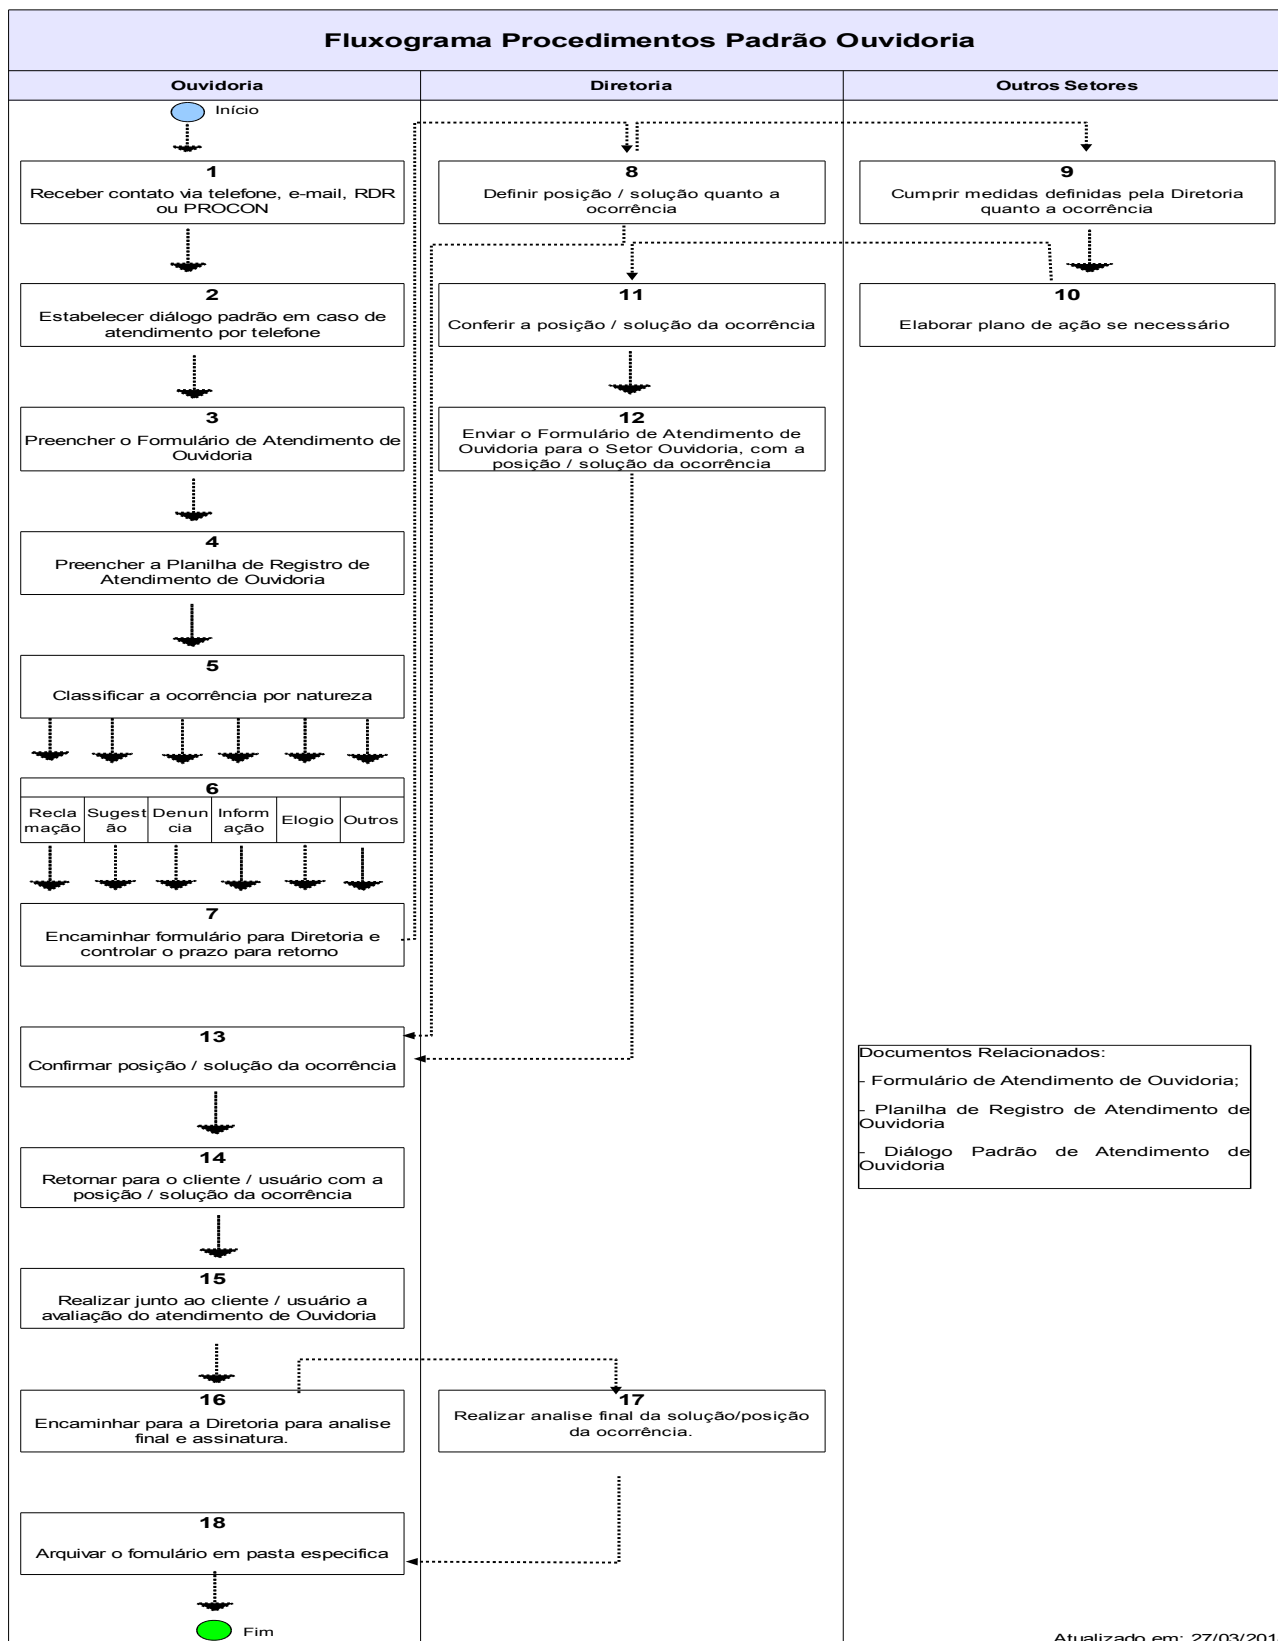 Fluxograma Procedimentos Padrão Ouvidoria
Ouvidoria
Diretoria
Outros Setores
Início
1
Receber contato via telefone, e-mail, RDR
ou PROCON
8
Definir posição / solução quanto a
ocorrência
9
Cumprir medidas definidas pela Diretoria
quanto a ocorrência
2
Estabelecer diálogo padrão em caso de
atendimento por telefone
11
Conferir a posição / solução da ocorrência
10
Elaborar plano de ação se necessário
3
Preencher o Formulário de Atendimento de
Ouvidoria
12
Enviar o Formulário de Atendimento de
Ouvidoria para o Setor Ouvidoria, com a
posição / solução da ocorrência
4
Preencher a Planilha de Registro de
Atendimento de Ouvidoria
5
Classificar a ocorrência por natureza
6
Recla
mação
Sugest
ão
Denun
cia
Inform
ação
Elogio
Outros
7
Encaminhar formulário para Diretoria e
controlar o prazo para retorno
13
Confirmar posição / solução da ocorrência
Documentos Relacionados:
- Formulário de Atendimento de Ouvidoria;
- Planilha de Registro de Atendimento de
Ouvidoria
- Diálogo Padrão de Atendimento de
Ouvidoria
14
Retornar para o cliente / usuário com a
posição / solução da ocorrência
15
Realizar junto ao cliente / usuário a
avaliação do atendimento de Ouvidoria
16
Encaminhar para a Diretoria para analise
final e assinatura.
17
Realizar analise final da solução/posição
da ocorrência.
18
Arquivar o fomulário em pasta especifica
Fim
Atualizado em: 27/03/201